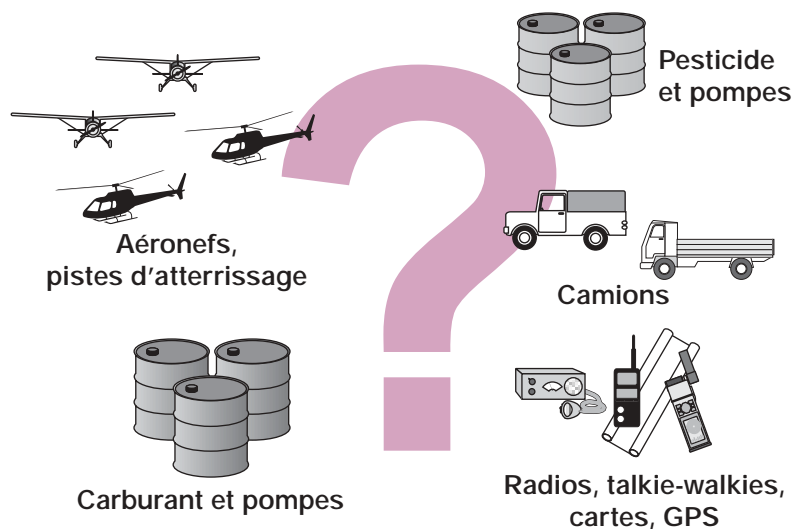 Pesticide
et pompes
Aéronefs,
pistes d'atterrissage
Camions
Carburant et pompes
Radios, talkie-walkies,
cartes, GPS